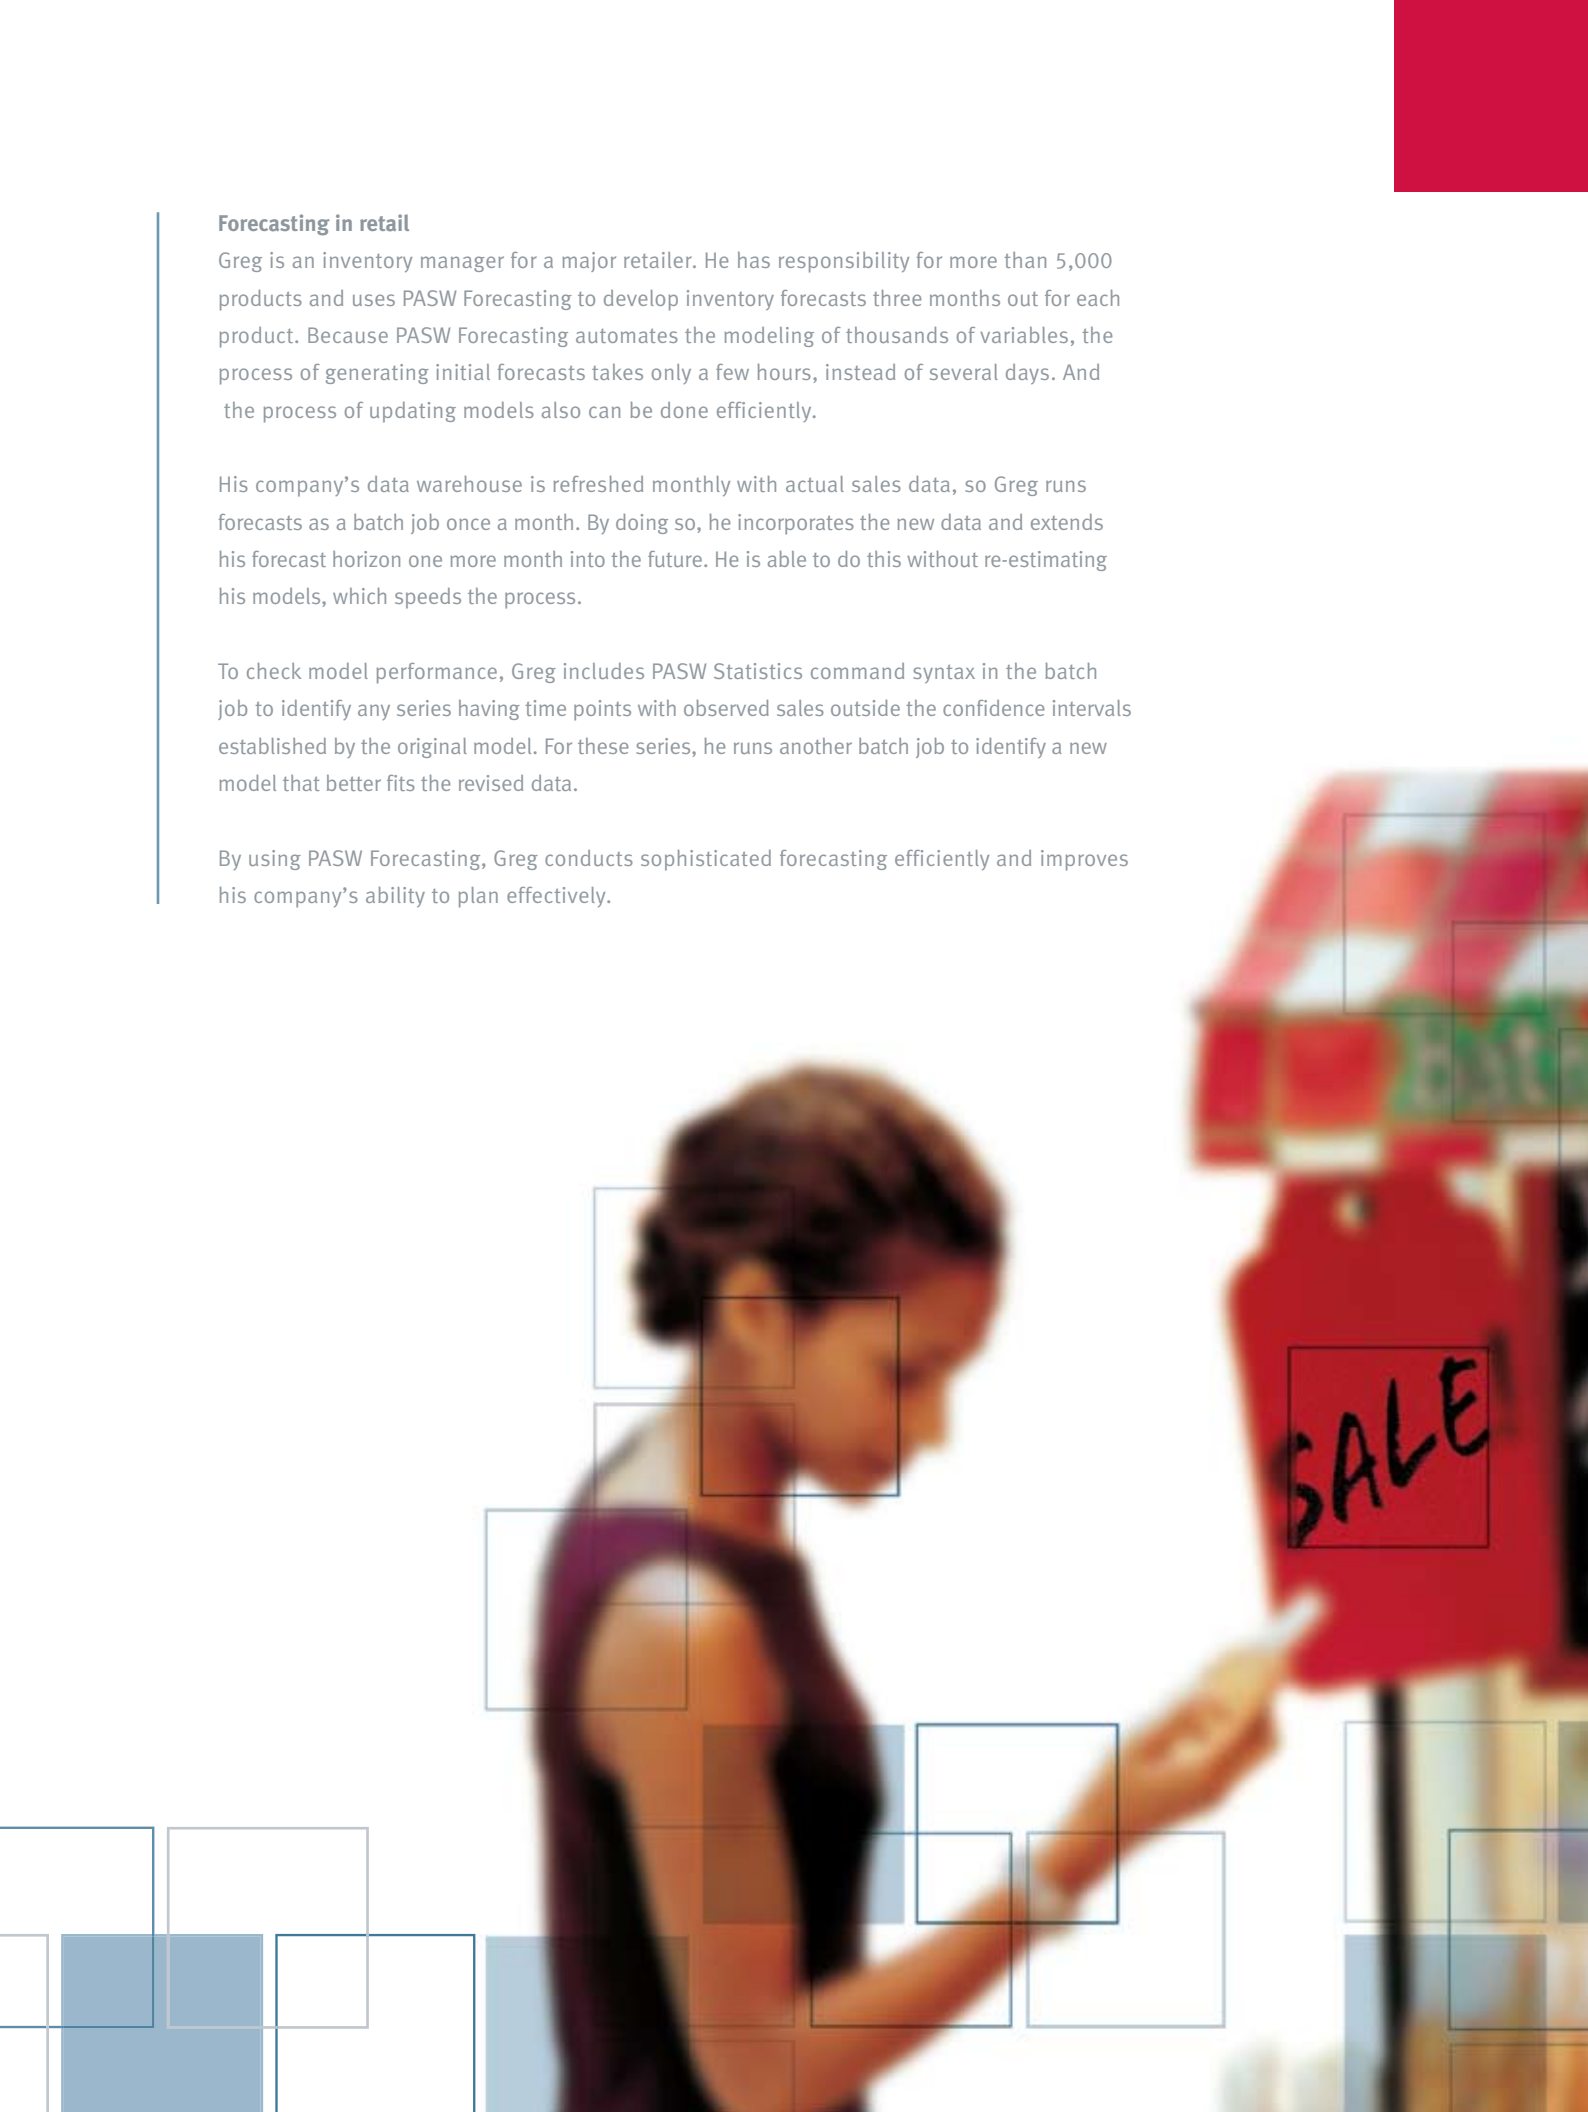 Forecasting in retail
Greg is an inventory manager for a major retailer. He has responsibility for more than 5,000
products and uses PASW Forecasting to develop inventory forecasts three months out for each
product. Because PASW Forecasting automates the modeling of thousands of variables, the
process of generating initial forecasts takes only a few hours, instead of several days. And
the process of updating models also can be done efficiently.
His company’s data warehouse is refreshed monthly with actual sales data, so Greg runs
forecasts as a batch job once a month. By doing so, he incorporates the new data and extends
his forecast horizon one more month into the future. He is able to do this without re-estimating
his models, which speeds the process.
To check model performance, Greg includes PASW Statistics command syntax in the batch
job to identify any series having time points with observed sales outside the confidence intervals
established by the original model. For these series, he runs another batch job to identify a new
model that better fits the revised data.
By using PASW Forecasting, Greg conducts sophisticated forecasting efficiently and improves
his company’s ability to plan effectively.
SALE!